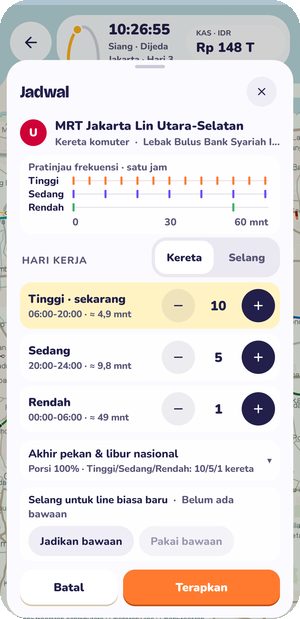 10:26:55
Siang · Dijeda
Jakarta · Hari 3
KAS · IDR
Rp 148 T
Jadwal
U
MRT Jakarta Lin Utara-Selatan
Kereta komuter · Lebak Bulus Bank Syariah I...
Pratinjau frekuensi · satu jam
Tinggi
Sedang
Rendah
0 30 60 mnt
HARI KERJA
Kereta Selang
Tinggi · sekarang
06:00-20:00 · ≈ 4,9 mnt
− 10 +
Sedang
20:00-24:00 · ≈ 9,8 mnt
− 5 +
Rendah
00:00-06:00 · ≈ 49 mnt
− 1 +
Akhir pekan & libur nasional
Porsi 100% · Tinggi/Sedang/Rendah: 10/5/1 kereta
Selang untuk line biasa baru · Belum ada
bawaan
Jadikan bawaan Pakai bawaan
Batal Terapkan